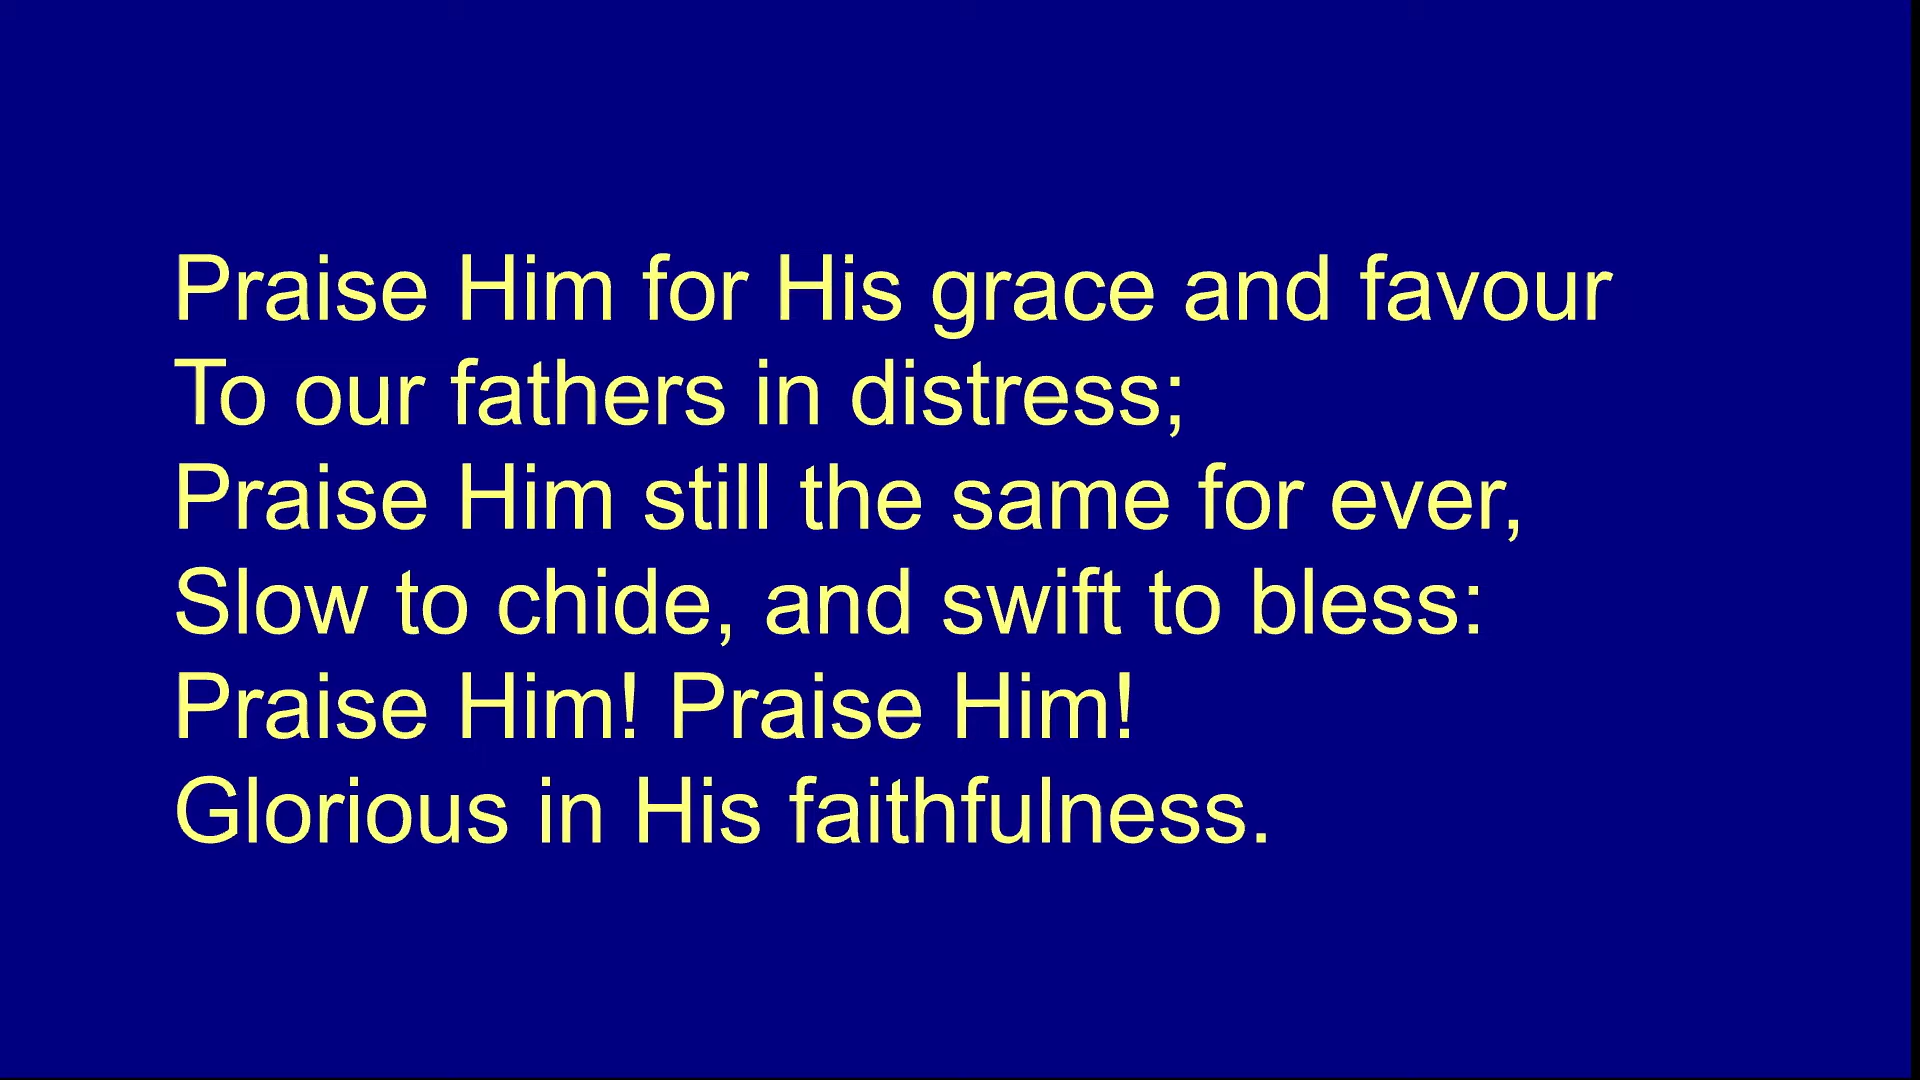 Praise Him for His grace and favour
To our fathers in distress;
Praise Him still the same for ever,
Slow to chide, and swift to bless:
Praise Him! Praise Him!
Glorious in His faithfulness.